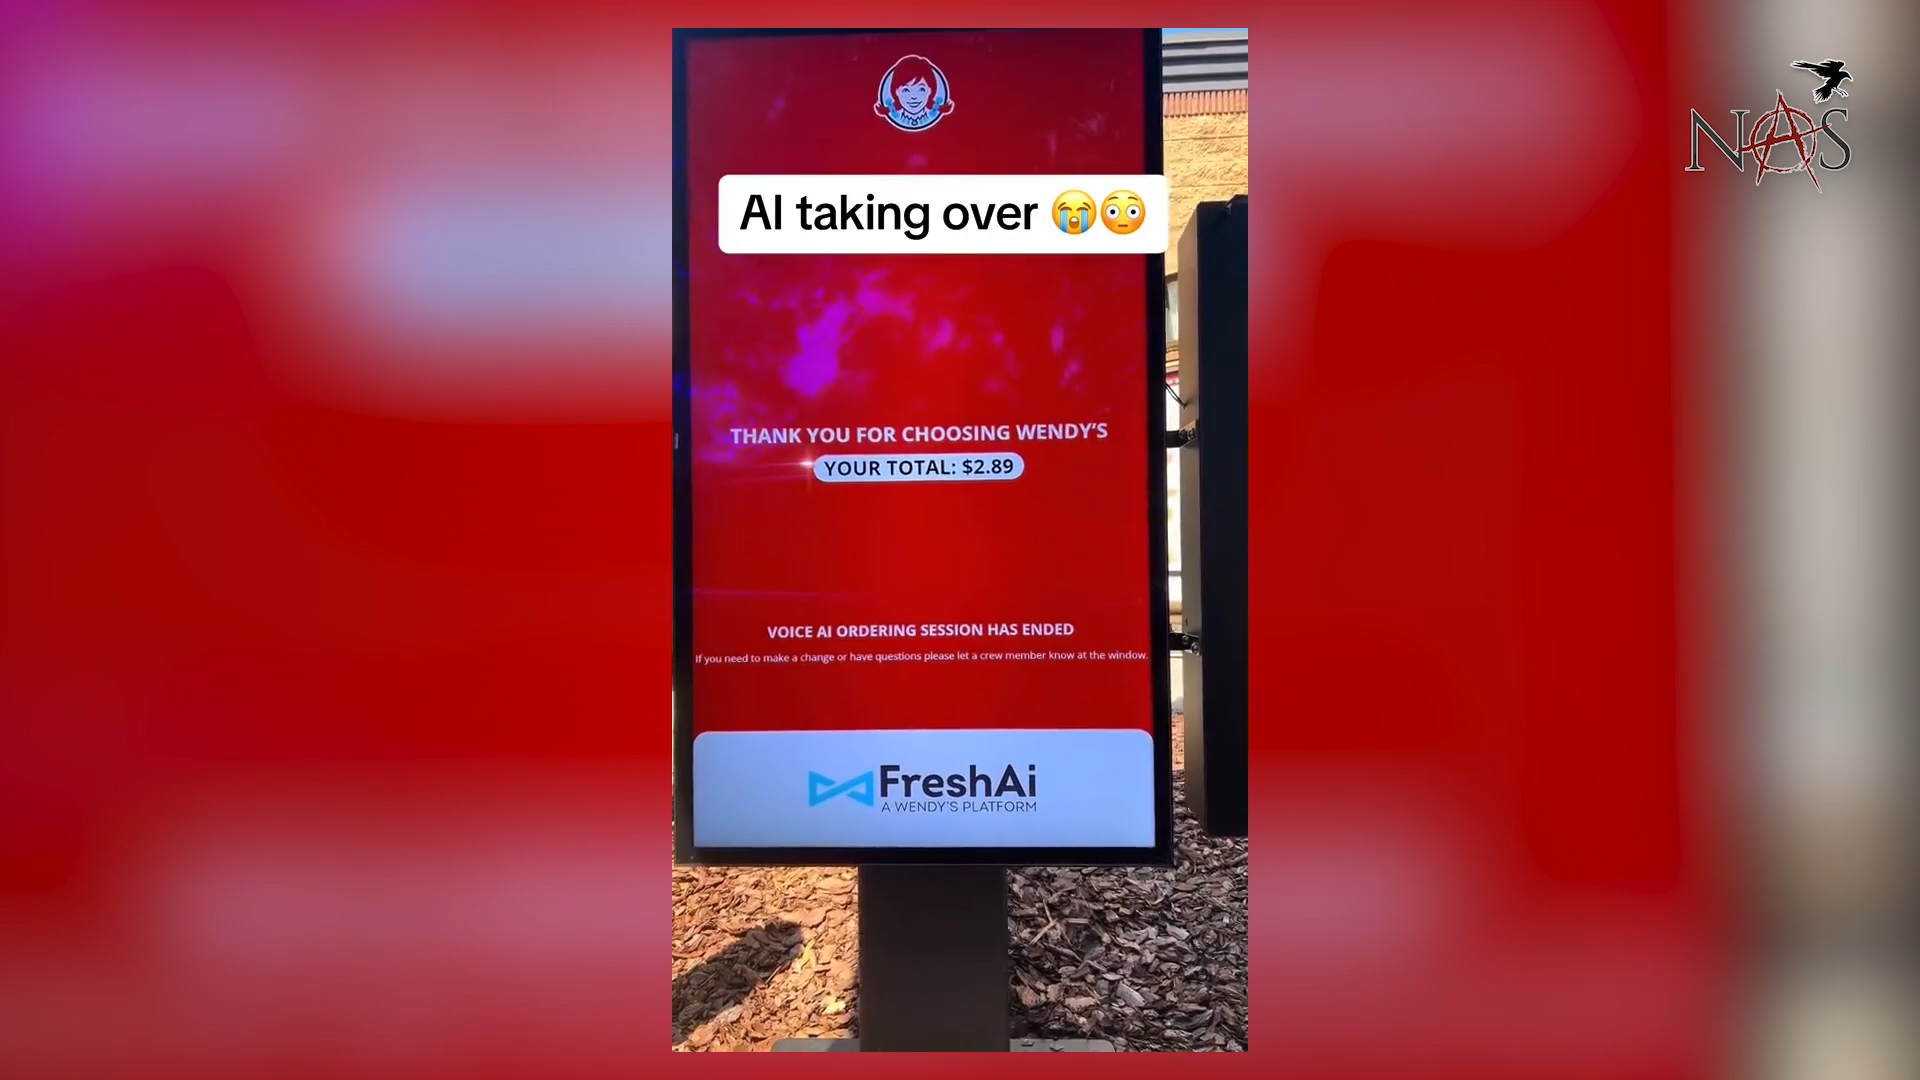 NAS
AI taking over 😭😳
THANK YOU FOR CHOOSING WENDY'S
YOUR TOTAL: $2.89
VOICE AI ORDERING SESSION HAS ENDED
If you need to make a change or have questions please let a crew member know at the window.
FreshAi
A WENDY'S PLATFORM